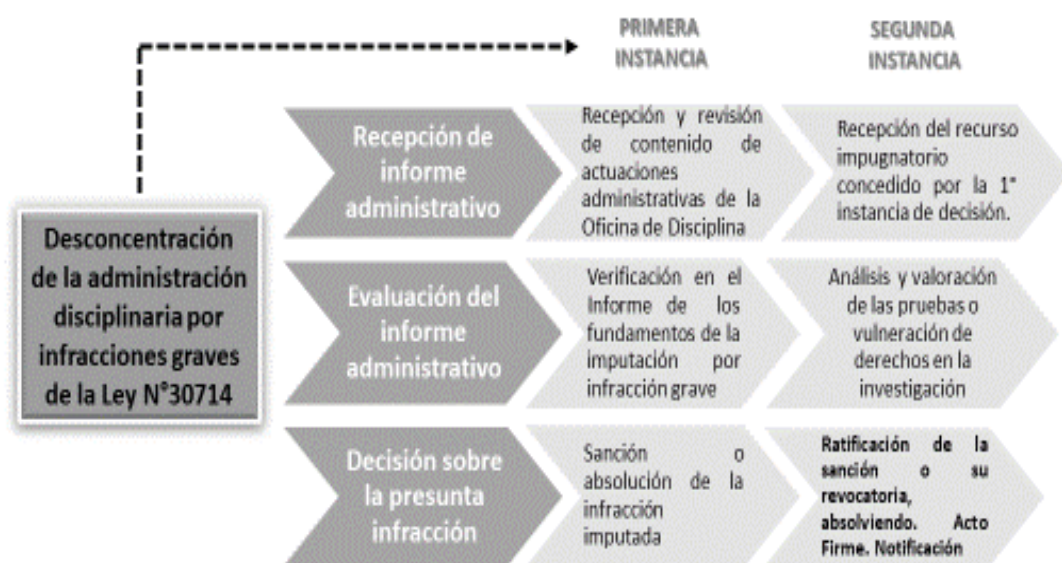 PRIMERA
INSTANCIA
SEGUNDA
INSTANCIA
Desconcentración
de la administración
disciplinaria por
infracciones graves
de la Ley N°30714
Recepción de
informe
administrativo
Recepción y revisión
de contenido de
actuaciones
administrativas de la
Oficina de Disciplina
Recepción del recurso
impugnatorio
concedido por la 1°
instancia de decisión.
Evaluación del
informe
administrativo
Verificación en el
Informe de los
fundamentos de la
imputación por
infracción grave
Análisis y valoración
de las pruebas o
vulneración de
derechos en la
investigación
Decisión sobre
la presunta
infracción
Sanción o
absolución de la
infracción
imputada
Ratificación de la
sanción o su
revocatoria,
absolviendo. Acto
Firme. Notificación